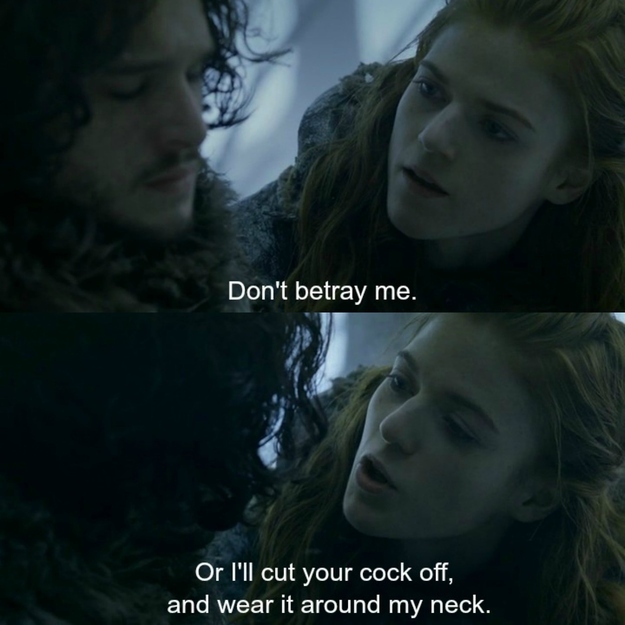 Don't betray me.
Or I'll cut your cock off,
and wear it around my neck.